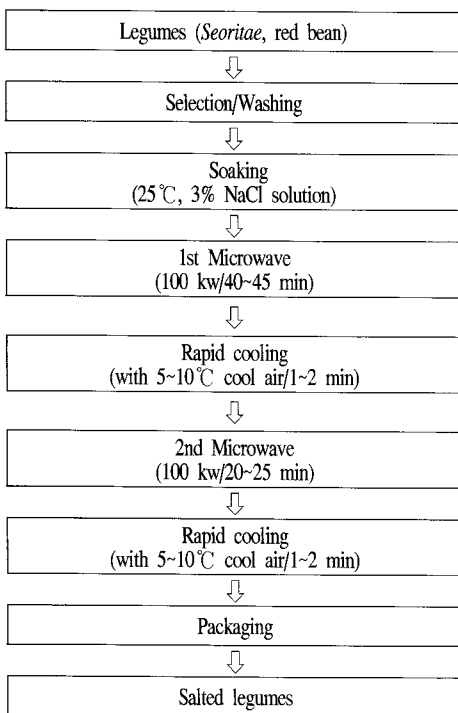 Legumes (Seoritae, red bean)
Selection/Washing
Soaking
(25℃, 3% NaCl solution)
1st Microwave
(100 kw/40~45 min)
Rapid cooling
(with 5~10℃ cool air/1~2 min)
2nd Microwave
(100 kw/20~25 min)
Rapid cooling
(with 5~10℃ cool air/1~2 min)
Packaging
Salted legumes